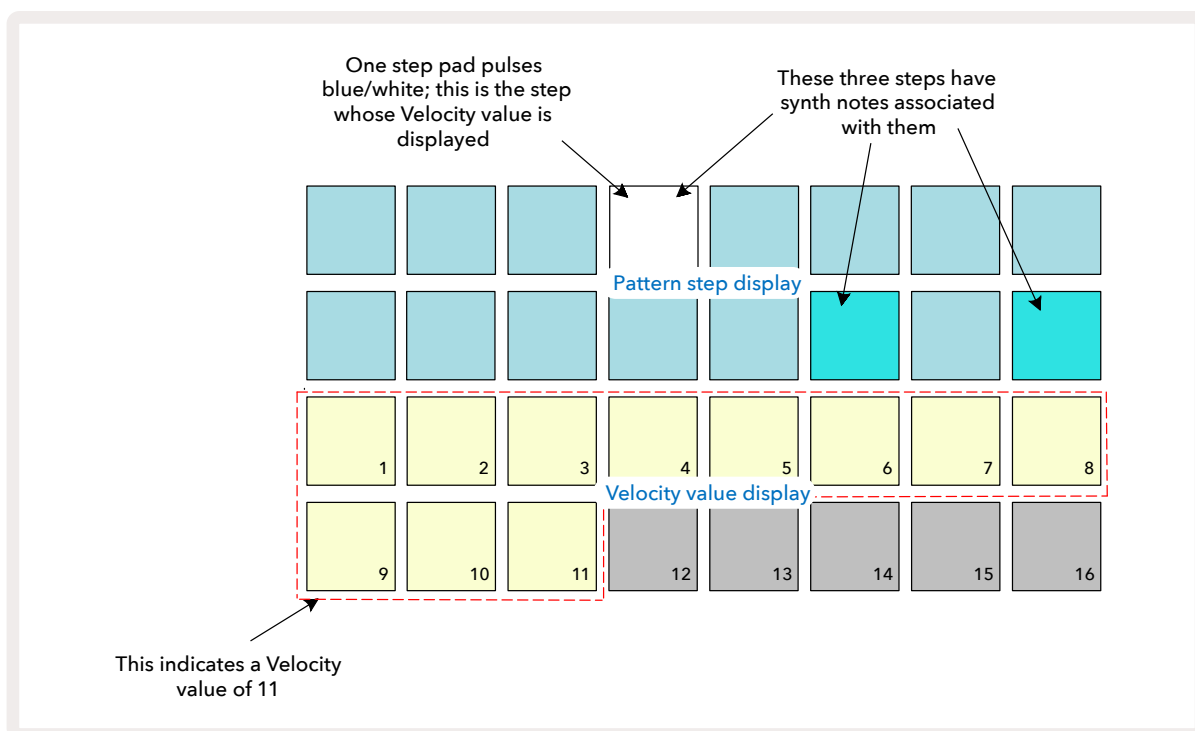 One step pad pulses
blue/white; this is the step
whose Velocity value is
displayed
These three steps have
synth notes associated
with them
Pattern step display
1
2
3
4
5
6
7
8
Velocity value display
9
10
11
12
13
14
15
16
This indicates a Velocity
value of 11